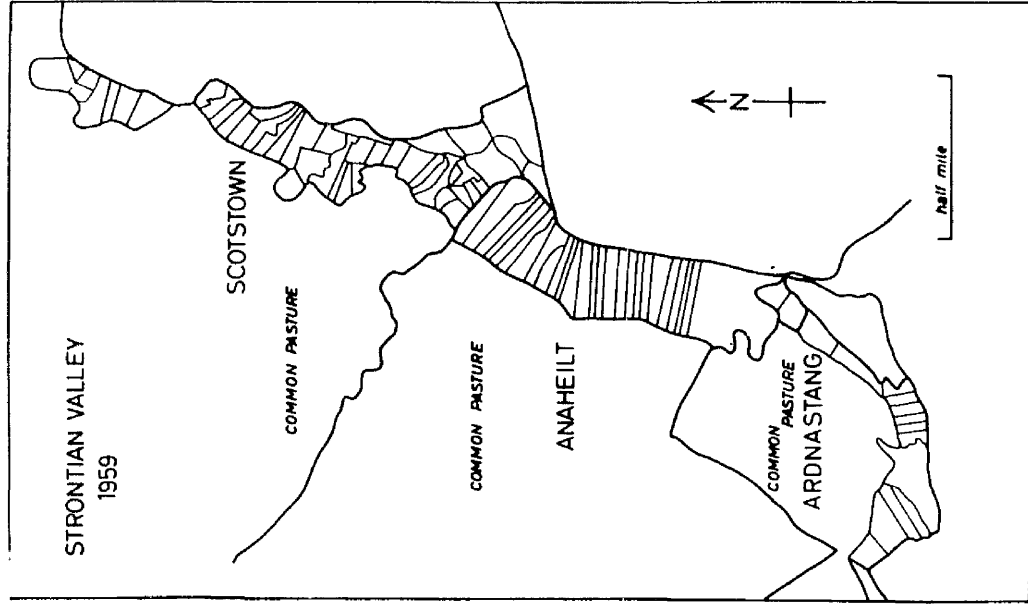 STRONTIAN VALLEY
1959
SCOTSTOWN
COMMON PASTURE
COMMON PASTURE
ANAHEILT
COMMON
PASTURE
ARDNASTANG
N
half mile